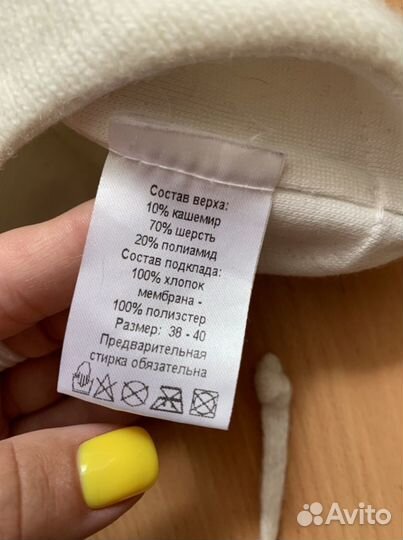 Состав верха:
10% кашемир
70% шерсть
20% полиамид
Состав подклада:
100% хлопок
мембрана -
100% полиэстер
Размер: 38 - 40
Предварительная
стирка обязательна
Avito